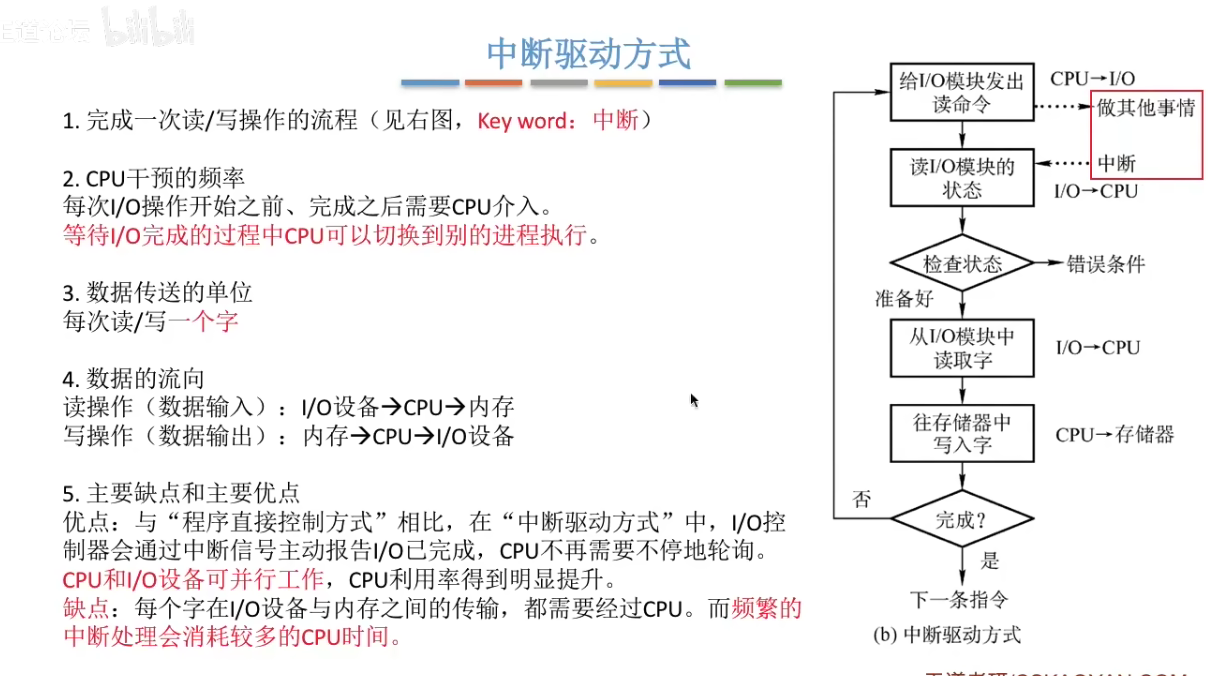 bilibili
中断驱动方式
1. 完成一次读/写操作的流程（见右图，Key word：中断）
2. CPU干预的频率
每次I/O操作开始之前、完成之后需要CPU介入。
等待I/O完成的过程中CPU可以切换到别的进程执行。
3. 数据传送的单位
每次读/写一个字
4. 数据的流向
读操作（数据输入）：I/O设备→CPU→内存
写操作（数据输出）：内存→CPU→I/O设备
5. 主要缺点和主要优点
优点：与“程序直接控制方式”相比，在“中断驱动方式”中，I/O控
制器会通过中断信号主动报告I/O已完成，CPU不再需要不停地轮询。
CPU和I/O设备可并行工作，CPU利用率得到明显提升。
缺点：每个字在I/O设备与内存之间的传输，都需要经过CPU。而频繁的
中断处理会消耗较多的CPU时间。
给I/O模块发出
读命令
CPU→I/O
做其他事情
读I/O模块的
状态
中断
I/O→CPU
检查状态
错误条件
准备好
从I/O模块中
读取字
I/O→CPU
往存储器中
写入字
CPU→存储器
否
完成？
是
下一条指令
(b) 中断驱动方式